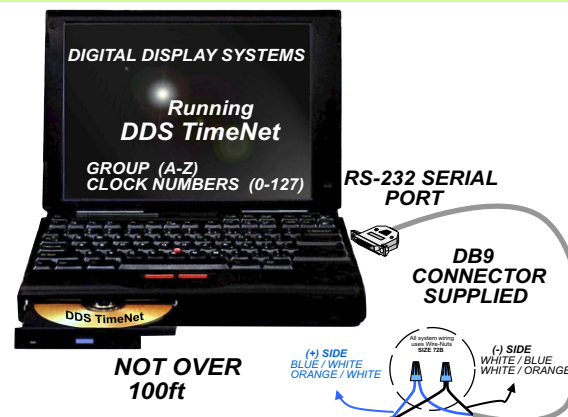 DIGITAL DISPLAY SYSTEMS
Running
DDS TimeNet
GROUP (A-Z)
CLOCK NUMBERS (0-127)
RS-232 SERIAL
PORT
DB9
CONNECTOR
SUPPLIED
DDS TimeNet
NOT OVER
100ft
All system wiring
uses Wire-Nuts
SIZE 72B
(+) SIDE
BLUE / WHITE
ORANGE / WHITE
(-) SIDE
WHITE / BLUE
WHITE / ORANGE